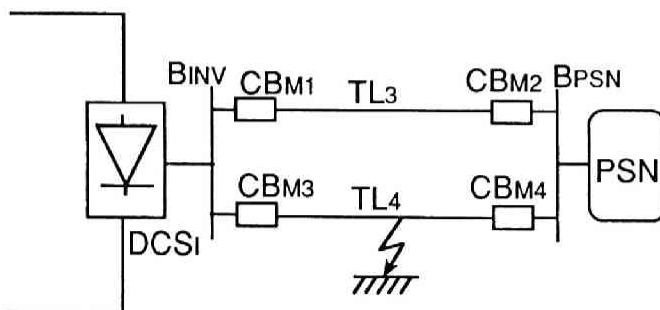 BINV
CBM1
TL3
CBM2
BPSN
PSN
CBM3
TL4
CBM4
DCSI